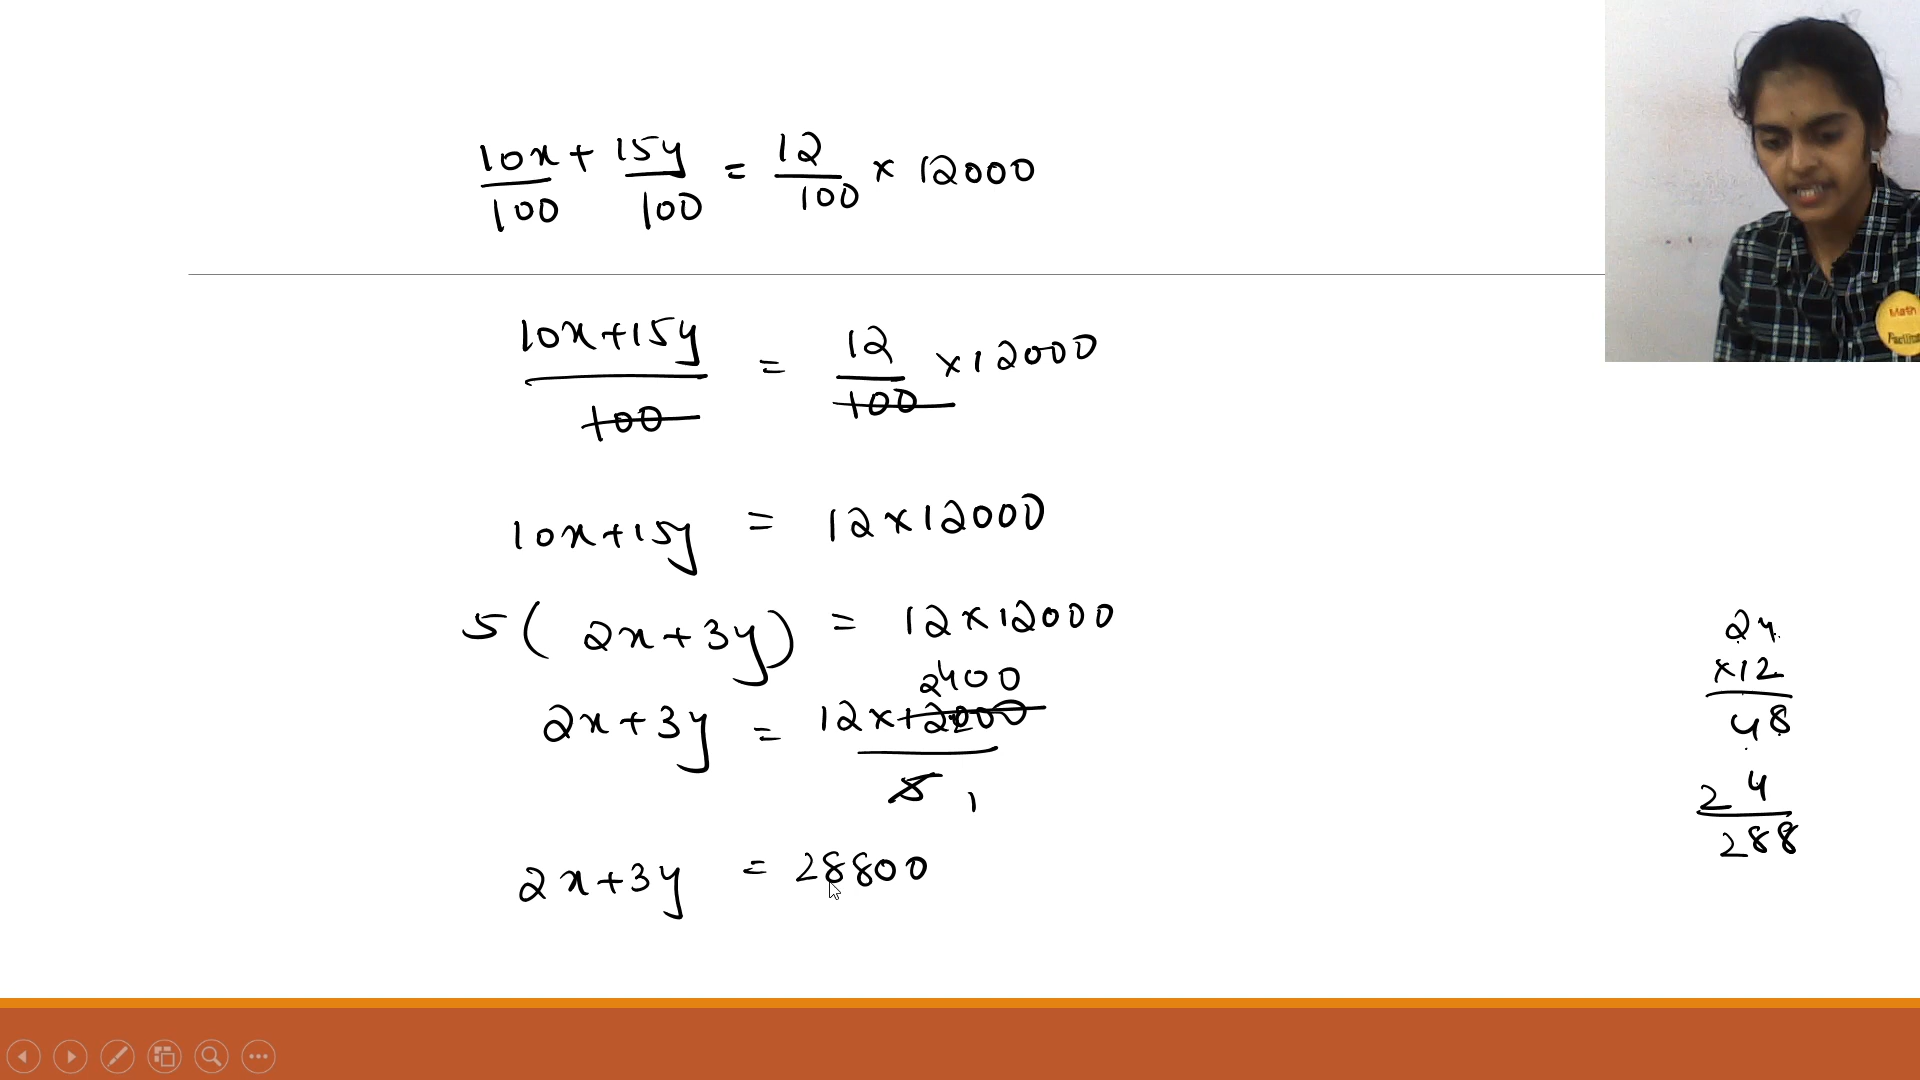 10x/100 + 15y/100 = 12/100 × 12000
(10x+15y)/100 = 12/100 ×12000
10x+15y = 12×12000
5(2x+3y) = 12×12000
2400
2x+3y = 12×12000/5 1
2x+3y = 28800
24
×12
48
24
288
Math